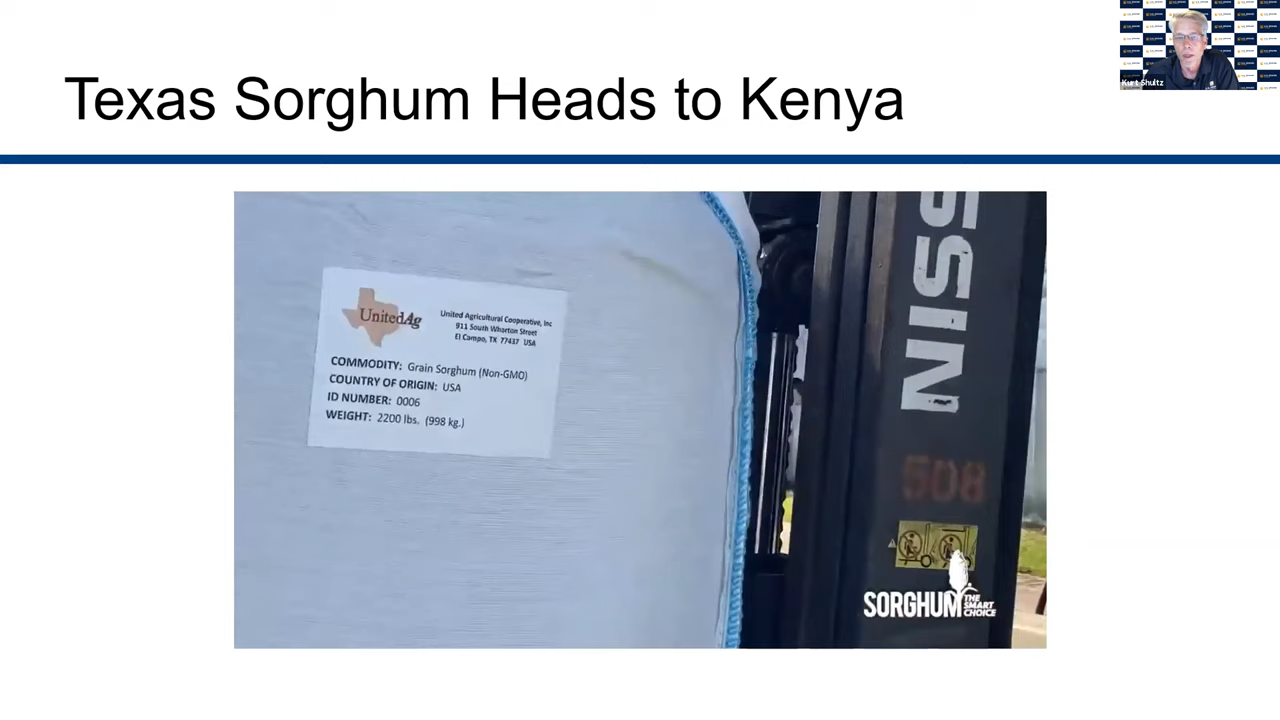 Texas Sorghum Heads to Kenya
Kurt Shultz
UnitedAg
United Agricultural Cooperative, Inc
911 South Wharton Street
El Campo, TX 77437 USA
COMMODITY: Grain Sorghum (Non-GMO)
COUNTRY OF ORIGIN: USA
ID NUMBER: 0006
WEIGHT: 2200 lbs. (998 kg.)
NISS
508
SORGHUM
THE
SMART
CHOICE